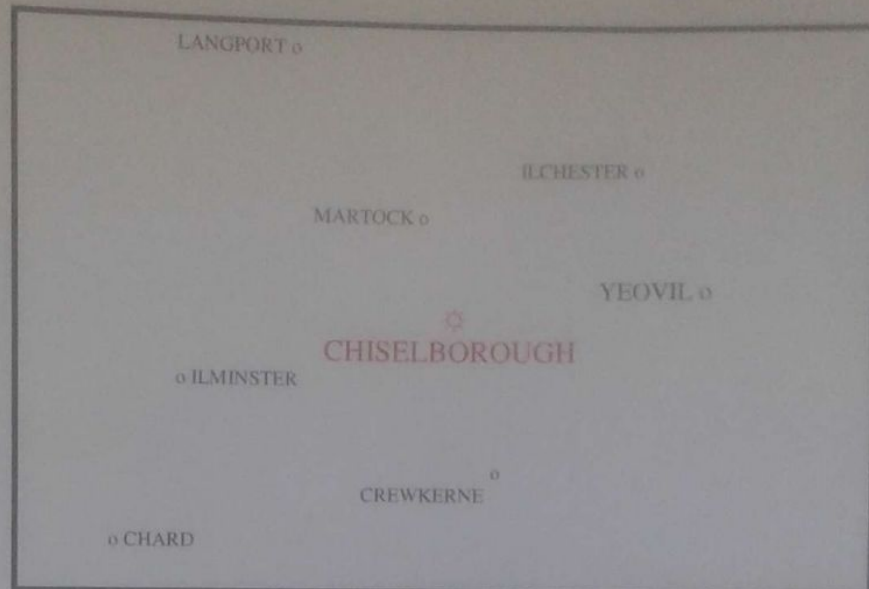 LANGPORT o
ILCHESTER o
MARTOCK o
YEOVIL o
CHISELBOROUGH
o ILMINSTER
o
CREWKERNE
o CHARD